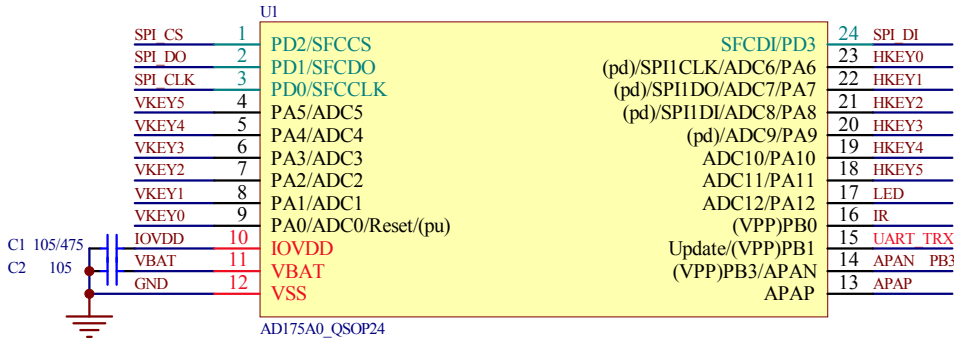 U1
SPI_CS 1 PD2/SFCCS SFCDI/PD3 24 SPI_DI
SPI_DO 2 PD1/SFCDO (pd)/SPI1CLK/ADC6/PA6 23 HKEY0
SPI_CLK 3 PD0/SFCCLK (pd)/SPI1DO/ADC7/PA7 22 HKEY1
VKEY5 4 PA5/ADC5 (pd)/SPI1DI/ADC8/PA8 21 HKEY2
VKEY4 5 PA4/ADC4 (pd)/ADC9/PA9 20 HKEY3
VKEY3 6 PA3/ADC3 ADC10/PA10 19 HKEY4
VKEY2 7 PA2/ADC2 ADC11/PA11 18 HKEY5
VKEY1 8 PA1/ADC1 ADC12/PA12 17 LED
VKEY0 9 PA0/ADC0/Reset/(pu) (VPP)PB0 16 IR
C1 105/475 IOVDD 10 IOVDD Update/(VPP)PB1 15 UART_TRX
C2 105 VBAT 11 VBAT (VPP)PB3/APAN 14 APAN PB3
GND 12 VSS APAP 13 APAP
AD175A0_QSOP24